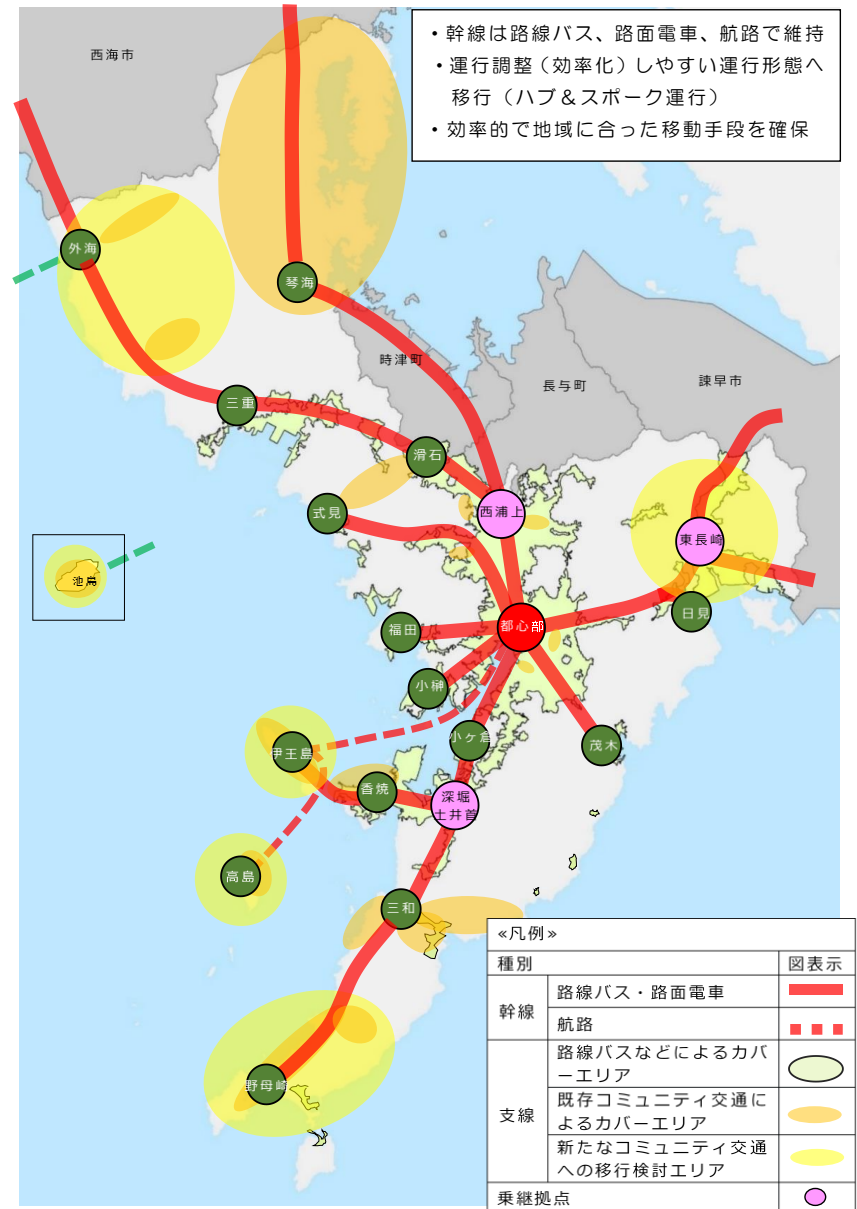 ・幹線は路線バス、路面電車、航路で維持
・運行調整（効率化）しやすい運行形態へ
移行（ハブ＆スポーク運行）
・効率的で地域に合った移動手段を確保
西海市
外海
琴海
時津町
長与町
諫早市
三重
滑石
式見
西浦上
東長崎
池島
福田
都心部
日見
小榊
伊王島
小ケ倉
茂木
香焼
深堀
土井首
高島
三和
野母崎
≪凡例≫
種別
図表示
幹線
路線バス・路面電車
航路
支線
路線バスなどによるカバ
ーエリア
既存コミュニティ交通に
よるカバーエリア
新たなコミュニティ交通
への移行検討エリア
乗継拠点